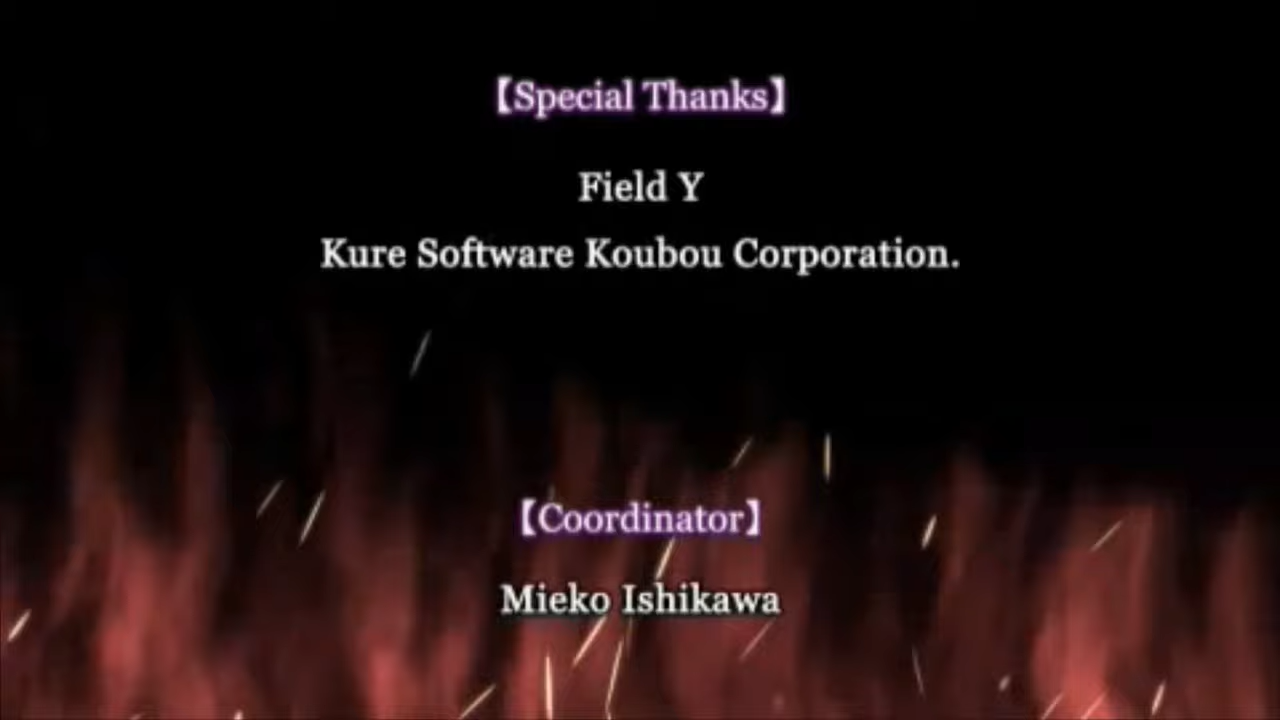 【Special Thanks】
Field Y
Kure Software Koubou Corporation.
【Coordinator】
Mieko Ishikawa